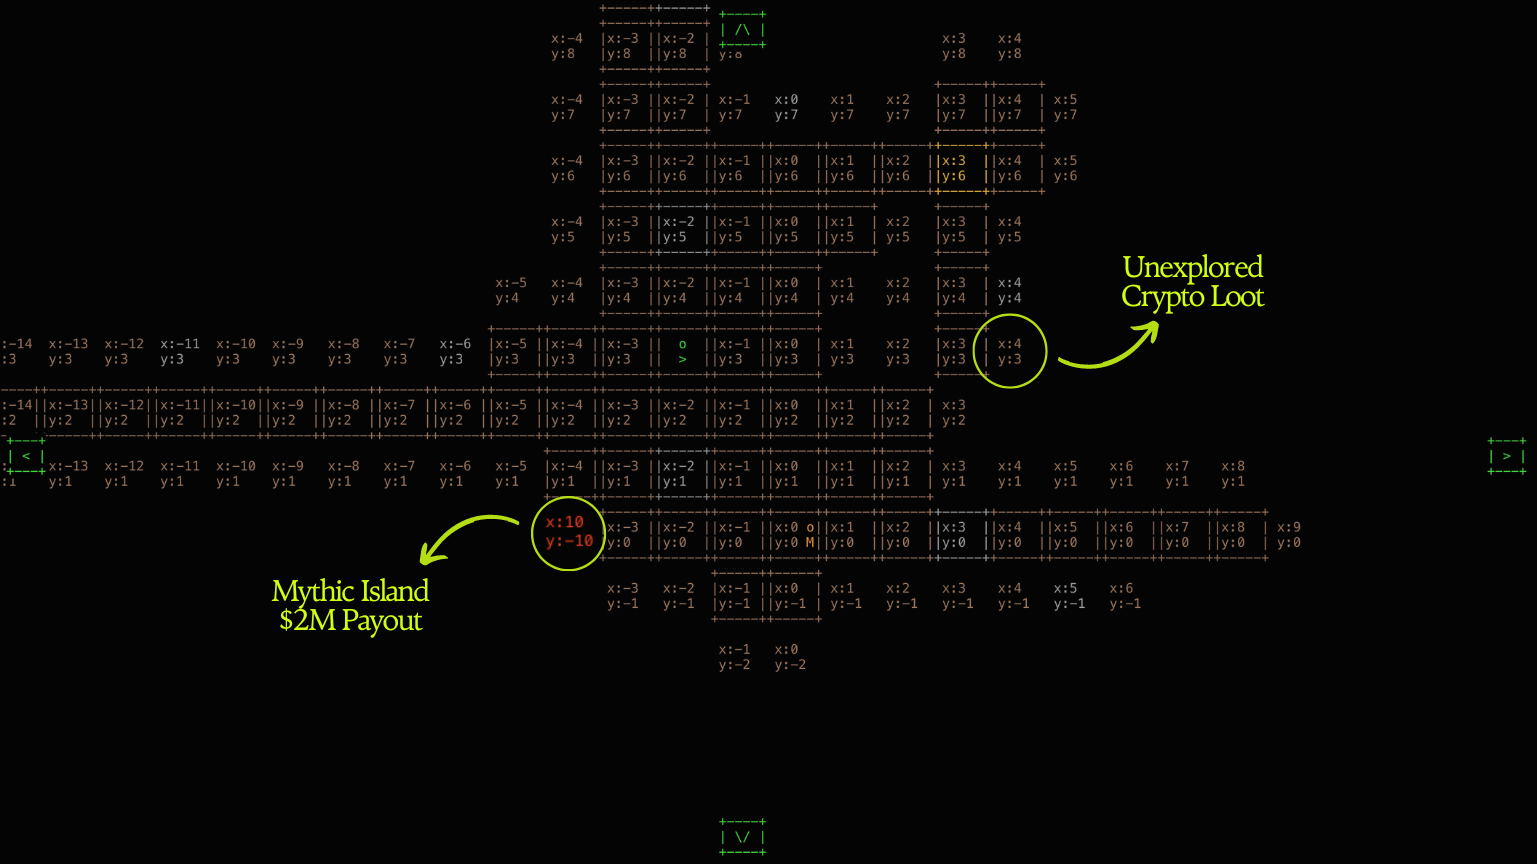 +-----++-----+
+-----++-----+ +----+
x:-4 |x:-3 ||x:-2 | | /\ | x:3 x:4
y:8 |y:8 ||y:8 | +----+ y:8 y:8
+-----++-----+
+-----++-----+ +-----++-----+
x:-4 |x:-3 ||x:-2 | x:-1 x:0 x:1 x:2 |x:3 ||x:4 | x:5
y:7 |y:7 ||y:7 | y:7 y:7 y:7 y:7 |y:7 ||y:7 | y:7
+-----++-----+ +-----++-----+
+-----++-----++-----++-----++-----++-----++-----++-----+
x:-4 |x:-3 ||x:-2 ||x:-1 ||x:0 ||x:1 ||x:2 ||x:3 ||x:4 | x:5
y:6 |y:6 ||y:6 ||y:6 ||y:6 ||y:6 ||y:6 ||y:6 ||y:6 | y:6
+-----++-----++-----++-----++-----++-----++-----++-----+
+-----++-----++-----++-----++-----+ +-----+
x:-4 |x:-3 ||x:-2 ||x:-1 ||x:0 ||x:1 | x:2 |x:3 | x:4
y:5 |y:5 ||y:5 ||y:5 ||y:5 ||y:5 | y:5 |y:5 | y:5
+-----++-----++-----++-----++-----+ +-----+
+-----++-----++-----++-----+ +-----+
x:-5 x:-4 |x:-3 ||x:-2 ||x:-1 ||x:0 | x:1 x:2 |x:3 | x:4
y:4 y:4 |y:4 ||y:4 ||y:4 ||y:4 | y:4 y:4 |y:4 | y:4
+-----++-----++-----++-----+ +-----+
Unexplored
Crypto Loot
+-----++-----++-----++-----++-----++-----+ +-----+
:-14 x:-13 x:-12 x:-11 x:-10 x:-9 x:-8 x:-7 x:-6 |x:-5 ||x:-4 ||x:-3 || o ||x:-1 ||x:0 | x:1 x:2 |x:3 | x:4
:3 y:3 y:3 y:3 y:3 y:3 y:3 y:3 y:3 |y:3 ||y:3 ||y:3 || > ||y:3 ||y:3 | y:3 y:3 |y:3 | y:3
+-----++-----++-----++-----++-----++-----+ +-----+
----++-----++-----++-----++-----++-----++-----++-----++-----++-----++-----++-----++-----++-----++-----++-----++-----+
:-14||x:-13||x:-12||x:-11||x:-10||x:-9 ||x:-8 ||x:-7 ||x:-6 ||x:-5 ||x:-4 ||x:-3 ||x:-2 ||x:-1 ||x:0 ||x:1 ||x:2 | x:3
:2 ||y:2 ||y:2 ||y:2 ||y:2 ||y:2 ||y:2 ||y:2 ||y:2 ||y:2 ||y:2 ||y:2 ||y:2 ||y:2 ||y:2 ||y:2 ||y:2 | y:2
-----++-----++-----++-----++-----++-----++-----++-----++-----++-----++-----++-----++-----++-----++-----++-----+
+---+ +-----++-----++-----++-----++-----++-----++-----+ +---+
| < | | > |
x:-13 x:-12 x:-11 x:-10 x:-9 x:-8 x:-7 x:-6 x:-5 |x:-4 ||x:-3 ||x:-2 ||x:-1 ||x:0 ||x:1 ||x:2 | x:3 x:4 x:5 x:6 x:7 x:8
+---+ +---+
:1 y:1 y:1 y:1 y:1 y:1 y:1 y:1 y:1 y:1 |y:1 ||y:1 ||y:1 ||y:1 ||y:1 ||y:1 ||y:1 | y:1 y:1 y:1 y:1 y:1 y:1
+-----++-----++-----++-----++-----++-----++-----+
+-----++-----++-----++-----++-----++-----++-----++-----++-----++-----++-----++-----+
x:10 |x:-3 ||x:-2 ||x:-1 ||x:0 o||x:1 ||x:2 ||x:3 ||x:4 ||x:5 ||x:6 ||x:7 ||x:8 | x:9
y:-10 |y:0 ||y:0 ||y:0 ||y:0 M||y:0 ||y:0 ||y:0 ||y:0 ||y:0 ||y:0 ||y:0 ||y:0 | y:0
+-----++-----++-----++-----++-----++-----++-----++-----++-----++-----++-----++-----+
+-----++-----+
x:-3 x:-2 |x:-1 ||x:0 | x:1 x:2 x:3 x:4 x:5 x:6
y:-1 y:-1 |y:-1 ||y:-1 | y:-1 y:-1 y:-1 y:-1 y:-1 y:-1
+-----++-----+
Mythic Island
$2M Payout
x:-1 x:0
y:-2 y:-2
+----+
| \/ |
+----+